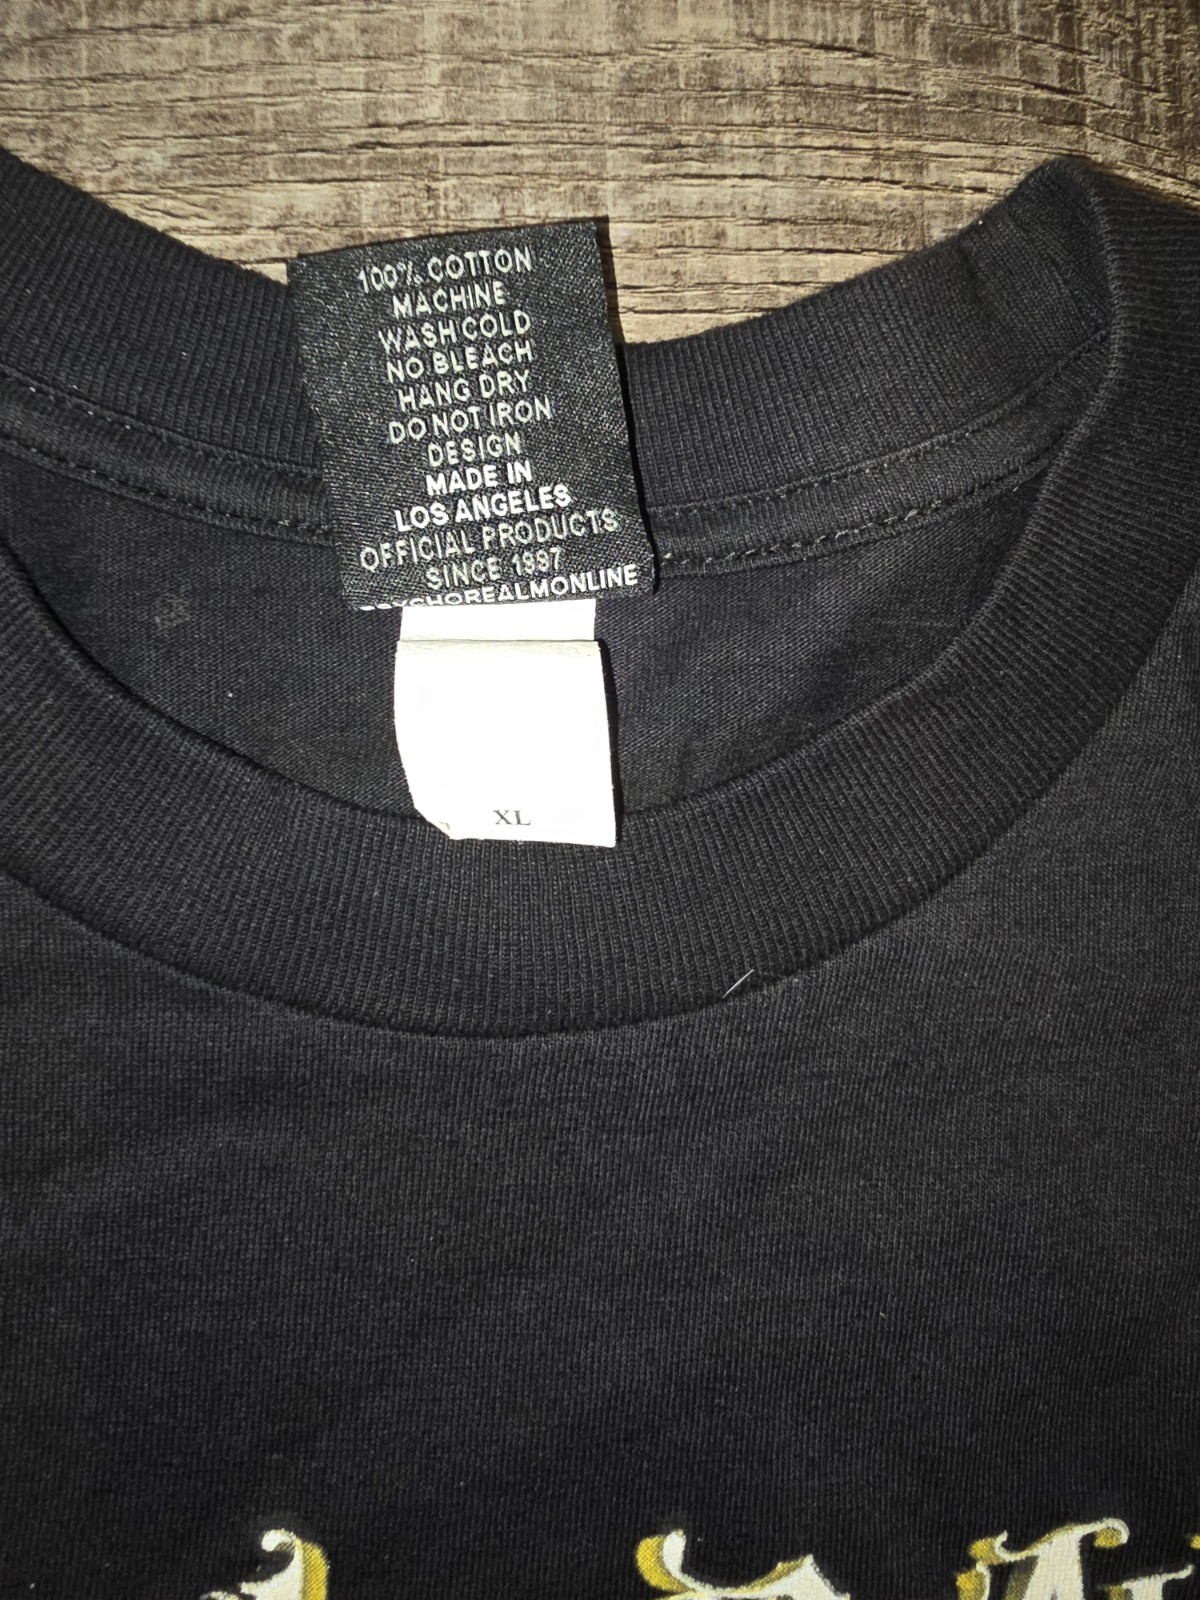 100% COTTON
MACHINE
WASH COLD
NO BLEACH
HANG DRY
DO NOT IRON
DESIGN
MADE IN
LOS ANGELES
OFFICIAL PRODUCTS
SINCE 1997
PSYCHOREALMONLINE
XL